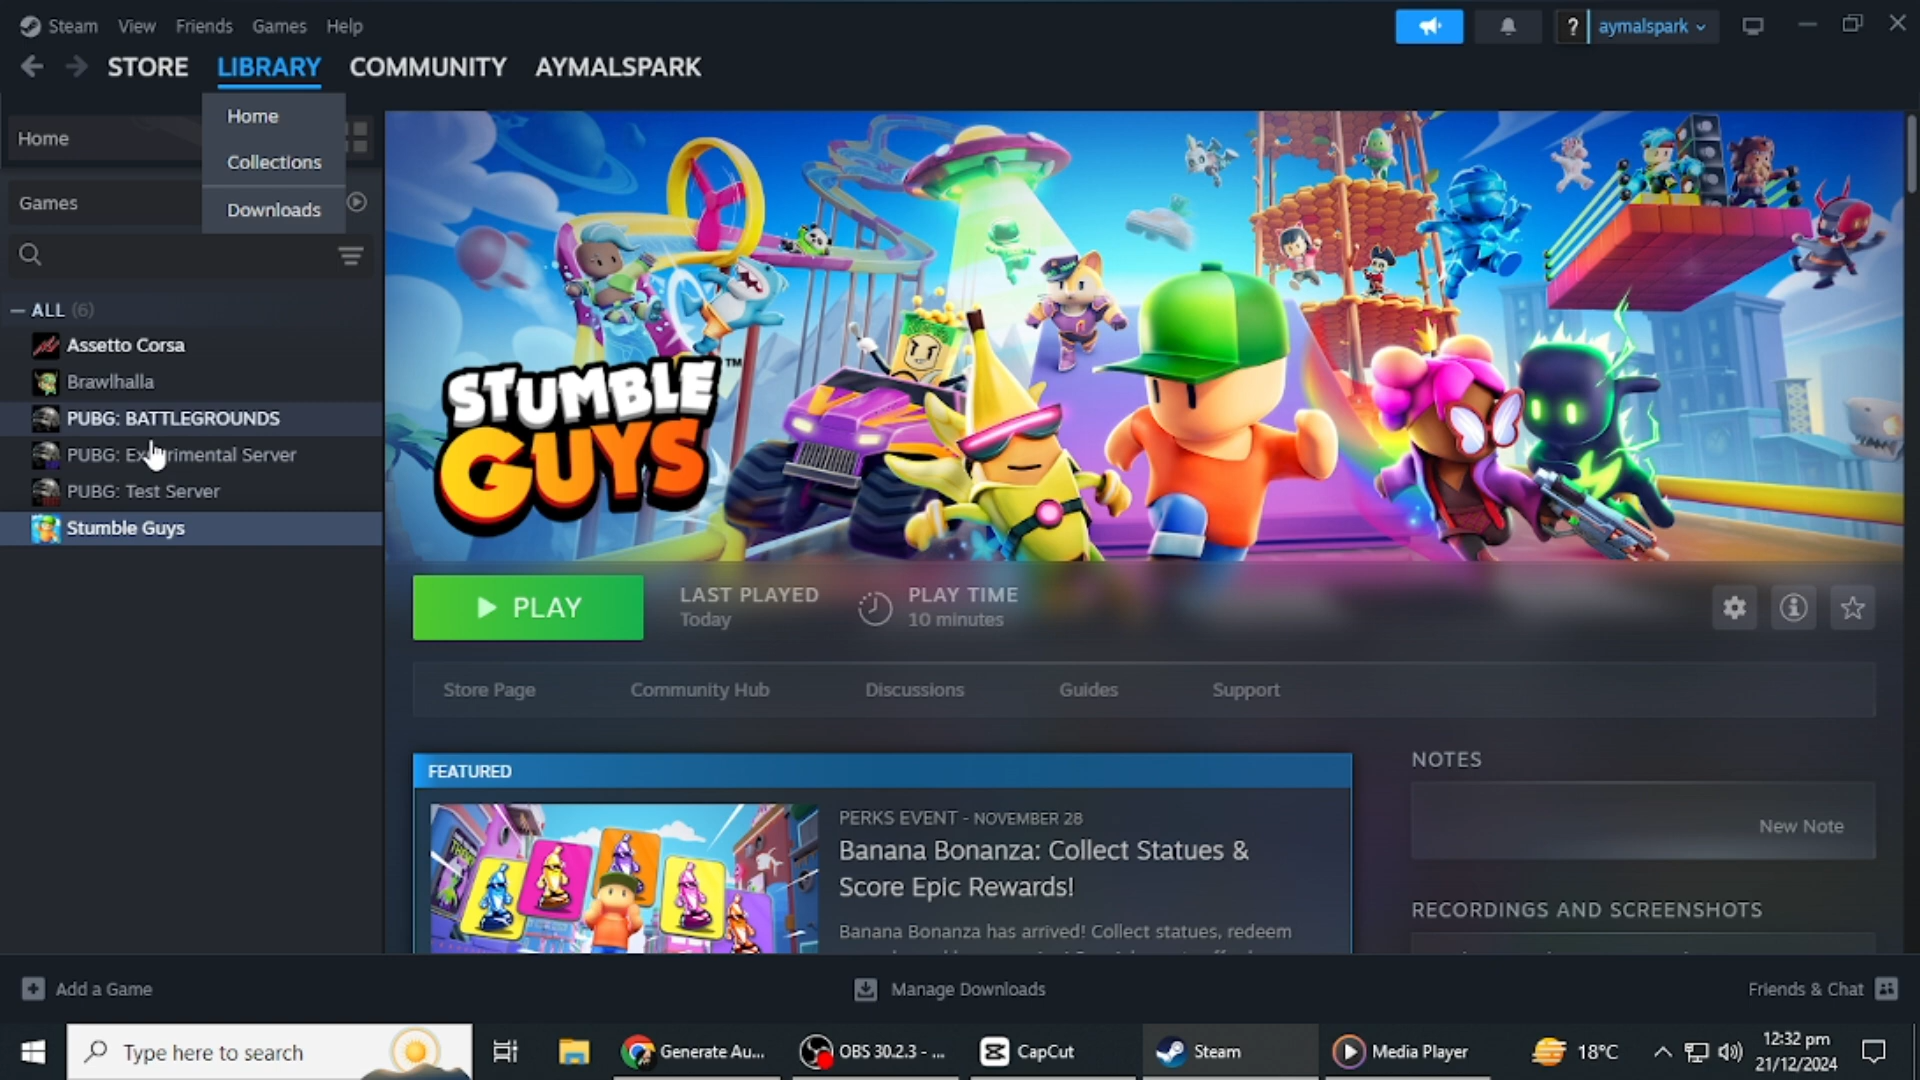 Steam View Friends Games Help
? aymalspark
STORE LIBRARY COMMUNITY AYMALSPARK
Home
Collections
Downloads
Home
Games
ALL (6)
Assetto Corsa
Brawlhalla
PUBG: BATTLEGROUNDS
PUBG: Experimental Server
PUBG: Test Server
Stumble Guys
STUMBLE
GUYS™
PLAY
LAST PLAYED
Today
PLAY TIME
10 minutes
Store Page Community Hub Discussions Guides Support
FEATURED
PERKS EVENT - NOVEMBER 28
Banana Bonanza: Collect Statues &
Score Epic Rewards!
Banana Bonanza has arrived! Collect statues, redeem
NOTES
New Note
RECORDINGS AND SCREENSHOTS
Add a Game
Manage Downloads
Friends & Chat
Type here to search
Generate Au...
OBS 30.2.3 - ...
CapCut
Steam
Media Player
18°C
12:32 pm
21/12/2024